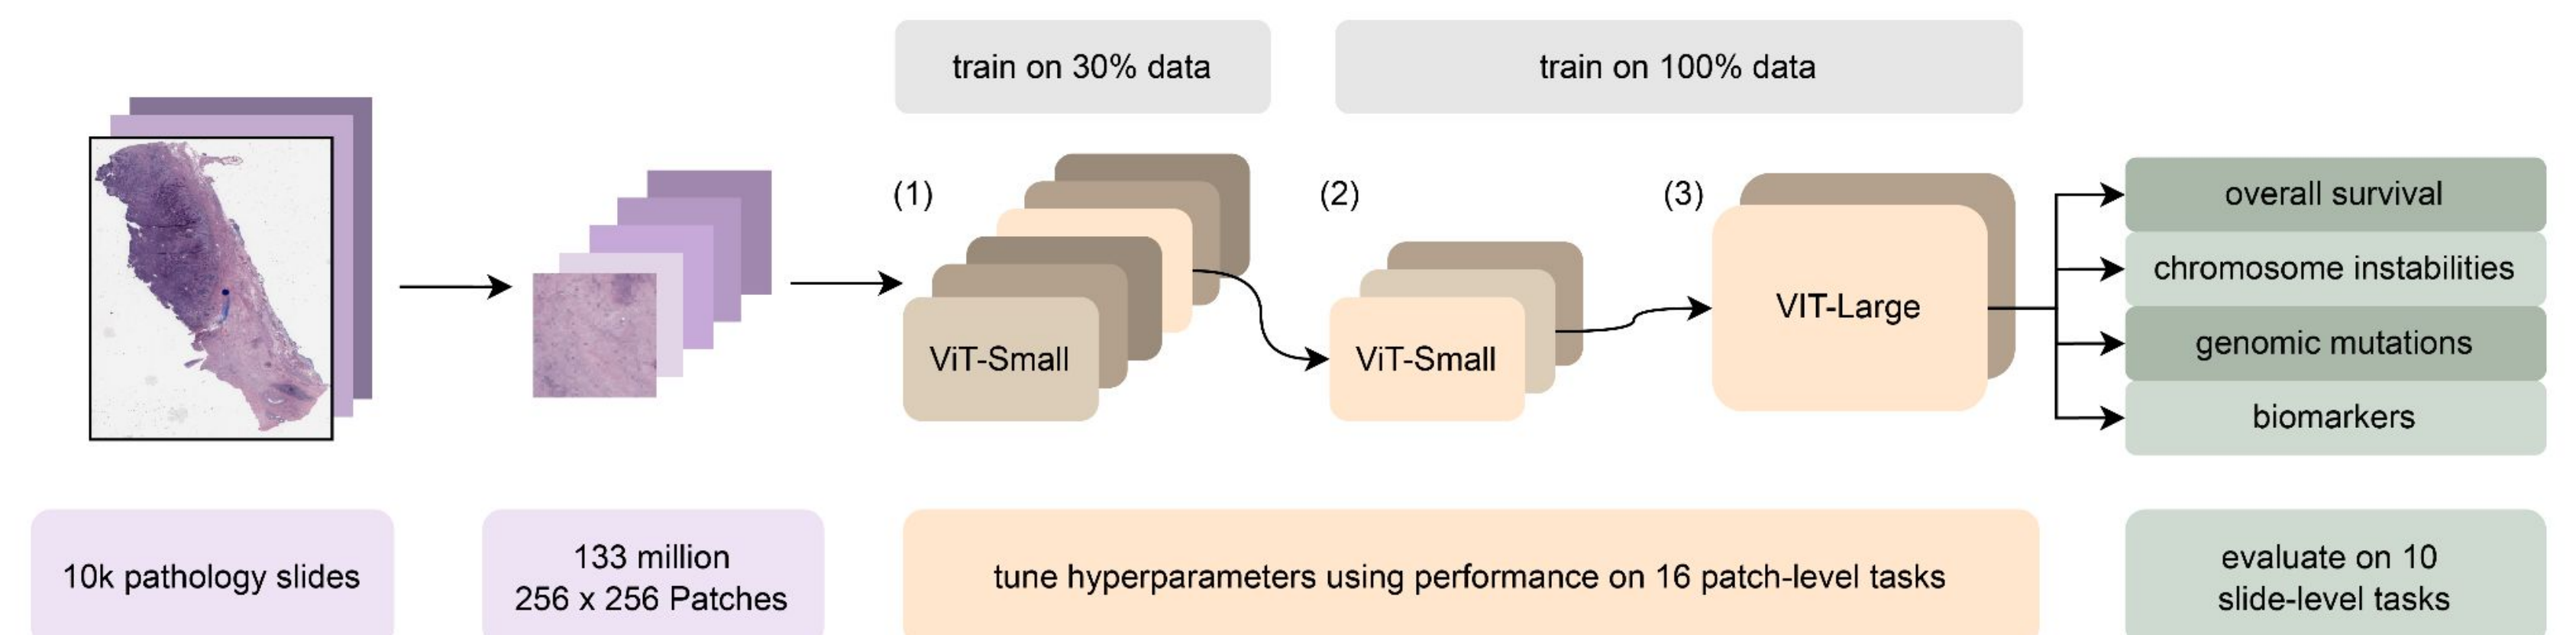 train on 30% data
train on 100% data
(1)
(2)
(3)
ViT-Small
ViT-Small
VIT-Large
overall survival
chromosome instabilities
genomic mutations
biomarkers
10k pathology slides
133 million
256 x 256 Patches
tune hyperparameters using performance on 16 patch-level tasks
evaluate on 10
slide-level tasks